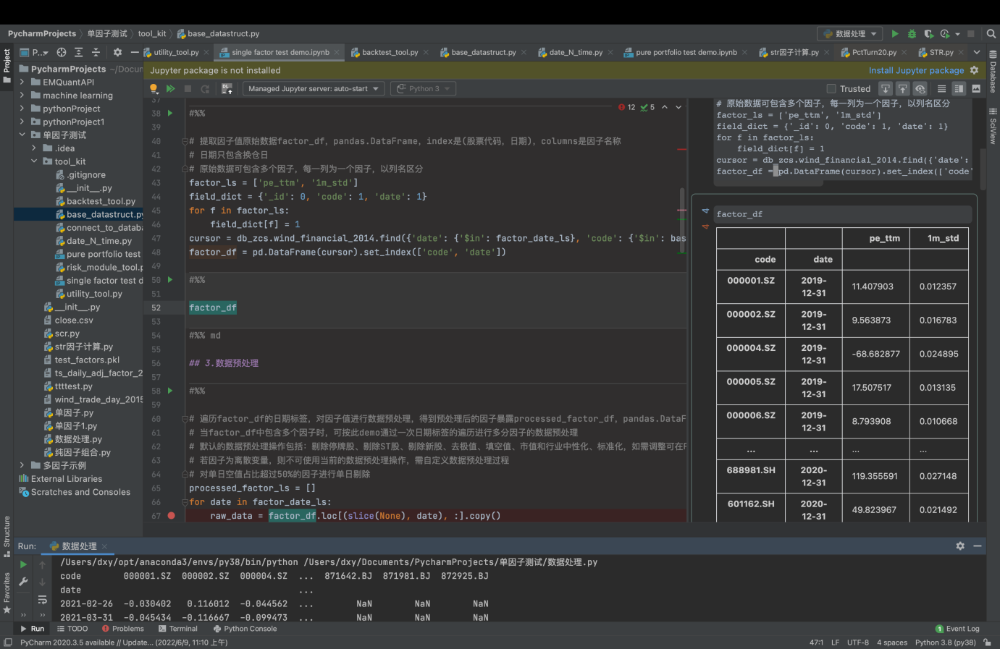 PycharmProjects 单因子测试 tool_kit base_datastruct.py
数据处理
Project
P..
utility_tool.py
single factor test demo.ipynb
backtest_tool.py
base_datastruct.py
date_N_time.py
pure portfolio test demo.ipynb
str因子计算.py
PctTurn20.py
STR.py
Database
SciView
PycharmProjects ~/Docun
EMQuantAPI
machine learning
pythonProject
pythonProject1
单因子测试
.idea
tool_kit
.gitignore
__init__.py
backtest_tool.py
base_datastruct.py
connect_to_databa
date_N_time.py
pure portfolio test
risk_module_tool.p
single factor test d
utility_tool.py
__init__.py
close.csv
scr.py
str因子计算.py
test_factors.pkl
ts_daily_adj_factor_2
ttttest.py
wind_trade_day_2015
单因子.py
单因子1.py
数据处理.py
纯因子组合.py
多因子示例
External Libraries
Scratches and Consoles
Jupyter package is not installed
Install Jupyter package
Managed Jupyter server: auto-start
Python 3
Trusted
12 5
37
38 #%%
39
40 # 提取因子值原始数据factor_df, pandas.DataFrame, index是(股票代码, 日期), columns是因子名称
41 # 日期只包含换仓日
42 # 原始数据可包含多个因子, 每一列为一个因子, 以列名区分
43 factor_ls = ['pe_ttm', '1m_std']
44 field_dict = {'_id': 0, 'code': 1, 'date': 1}
45 for f in factor_ls:
46 field_dict[f] = 1
47 cursor = db_zcs.wind_financial_2014.find({'date': {'$in': factor_date_ls}, 'code': {'$in': bas
48 factor_df = pd.DataFrame(cursor).set_index(['code', 'date'])
49
50 #%%
51
52 factor_df
53
54 #%% md
55
56 ## 3.数据预处理
57
58 #%%
59
60 # 遍历factor_df的日期标签, 对因子值进行数据预处理, 得到预处理后的因子暴露processed_factor_df, pandas.DataF
61 # 当factor_df中包含多个因子时, 可按此demo通过一次日期标签的遍历进行多分因子的数据预处理
62 # 默认的数据预处理操作包括: 剔除停牌股、剔除ST股、剔除新股、去极值、填空值、市值和行业中性化、标准化, 如需调整可在F
63 # 若因子为离散变量, 则不可使用当前的数据预处理操作, 需自定义数据预处理过程
64 # 对单日空值占比超过50%的因子进行单日剔除
65 processed_factor_ls = []
66 for date in factor_date_ls:
67 raw_data = factor_df.loc[(slice(None), date), :].copy()
# 原始数据可包含多个因子, 每一列为一个因子, 以列名区分
factor_ls = ['pe_ttm', '1m_std']
field_dict = {'_id': 0, 'code': 1, 'date': 1}
for f in factor_ls:
field_dict[f] = 1
cursor = db_zcs.wind_financial_2014.find({'date':
factor_df = pd.DataFrame(cursor).set_index(['code'
4
4
factor_df
pe_ttm 1m_std
code date
000001.SZ 2019-12-31 11.407903 0.012357
000002.SZ 2019-12-31 9.563873 0.016783
000004.SZ 2019-12-31 -68.682877 0.024895
000005.SZ 2019-12-31 17.507517 0.013135
000006.SZ 2019-12-31 8.793908 0.010668
... ... ... ...
688981.SH 2020-12-31 119.355591 0.027148
601162.SH 2020-12-31 49.823967 0.021492
Structure
Favorites
Run: 数据处理
/Users/dxy/opt/anaconda3/envs/py38/bin/python /Users/dxy/Documents/PycharmProjects/单因子测试/数据处理.py
code 000001.SZ 000002.SZ 000004.SZ ... 871642.BJ 871981.BJ 872925.BJ
date ...
2021-02-26 -0.030402 0.116012 -0.044562 ... NaN NaN NaN
2021-03-31 -0.045434 -0.116667 -0.099473 ... NaN NaN NaN
Run TODO Problems Terminal Python Console
1 Event Log
PyCharm 2020.3.5 available // Update... (2022/6/9, 11:10 上午)
47:1 LF UTF-8 4 spaces Python 3.8 (py38)